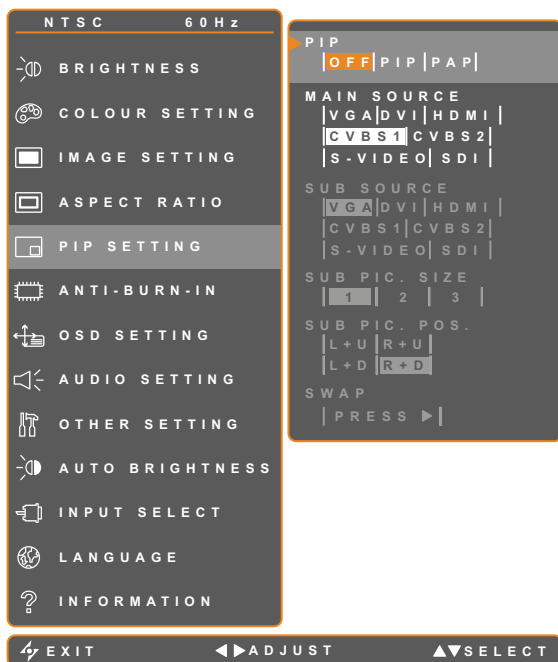 NTSC 60Hz
BRIGHTNESS
COLOUR SETTING
IMAGE SETTING
ASPECT RATIO
PIP SETTING
ANTI-BURN-IN
OSD SETTING
AUDIO SETTING
OTHER SETTING
AUTO BRIGHTNESS
INPUT SELECT
LANGUAGE
INFORMATION
PIP
|OFF|PIP|PAP|
MAIN SOURCE
|VGA|DVI|HDMI|
|CVBS1|CVBS2|
|S-VIDEO|SDI|
SUB SOURCE
|VGA|DVI|HDMI|
|CVBS1|CVBS2|
|S-VIDEO|SDI|
SUB PIC. SIZE
|1|2|3|
SUB PIC. POS.
|L+U|R+U|
|L+D|R+D|
SWAP
|PRESS ▶|
EXIT ◀▶ADJUST ▲▼SELECT